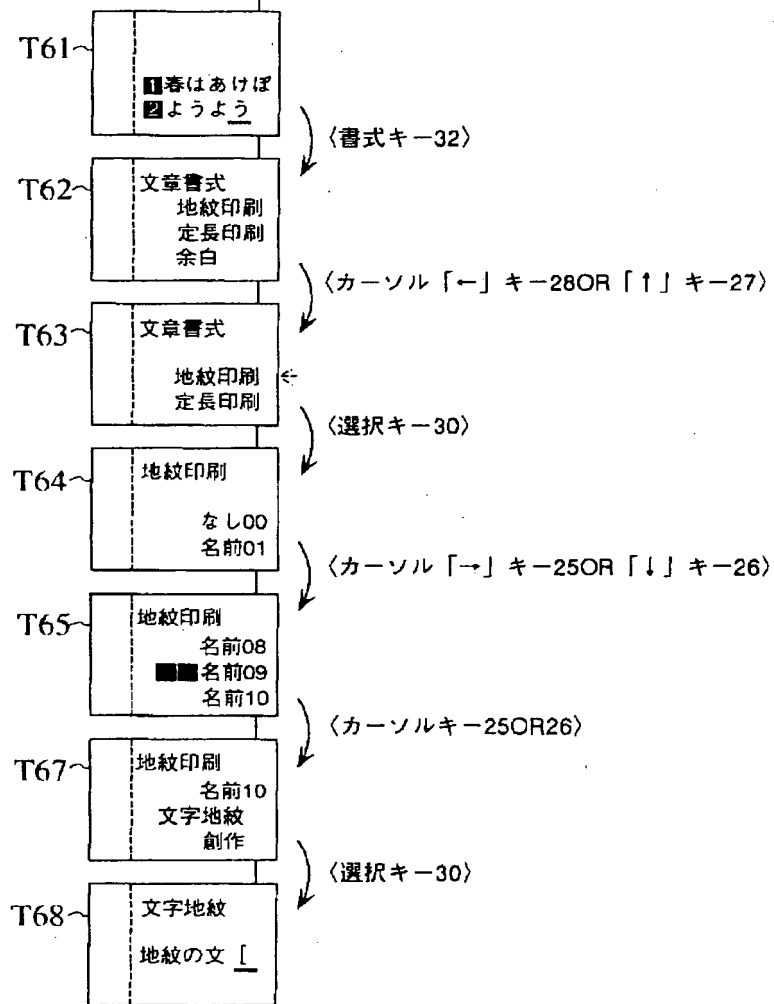 T61
1春はあけぼ
2ようよう
〈書式キー32〉
T62
文章書式
地紋印刷
定長印刷
余白
〈カーソル「←」キー28OR「↑」キー27〉
T63
文章書式
地紋印刷
定長印刷
〈選択キー30〉
T64
地紋印刷
なし00
名前01
〈カーソル「→」キー25OR「↓」キー26〉
T65
地紋印刷
名前08
■■名前09
名前10
〈カーソルキー25OR26〉
T67
地紋印刷
名前10
文字地紋
創作
〈選択キー30〉
T68
文字地紋
地紋の文 [